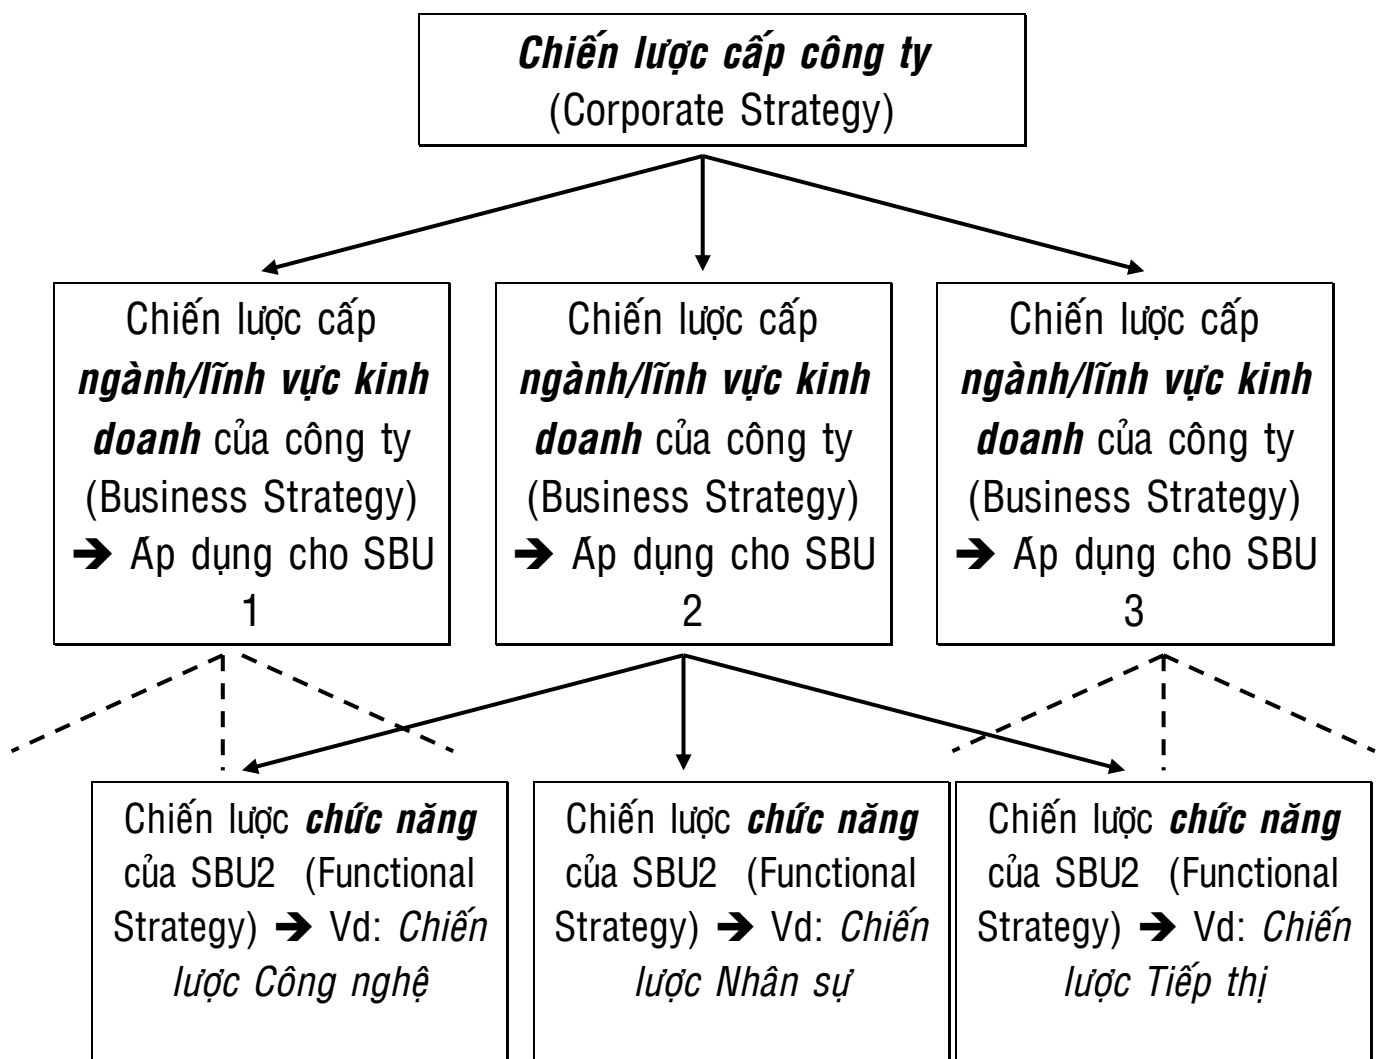 Chiến lược cấp công ty
(Corporate Strategy)
Chiến lược cấp
ngành/lĩnh vực kinh
doanh của công ty
(Business Strategy)
➔ Áp dụng cho SBU
1
Chiến lược cấp
ngành/lĩnh vực kinh
doanh của công ty
(Business Strategy)
➔ Áp dụng cho SBU
2
Chiến lược cấp
ngành/lĩnh vực kinh
doanh của công ty
(Business Strategy)
➔ Áp dụng cho SBU
3
Chiến lược chức năng
của SBU2 (Functional
Strategy) ➔ Vd: Chiến
lược Công nghệ
Chiến lược chức năng
của SBU2 (Functional
Strategy) ➔ Vd: Chiến
lược Nhân sự
Chiến lược chức năng
của SBU2 (Functional
Strategy) ➔ Vd: Chiến
lược Tiếp thị